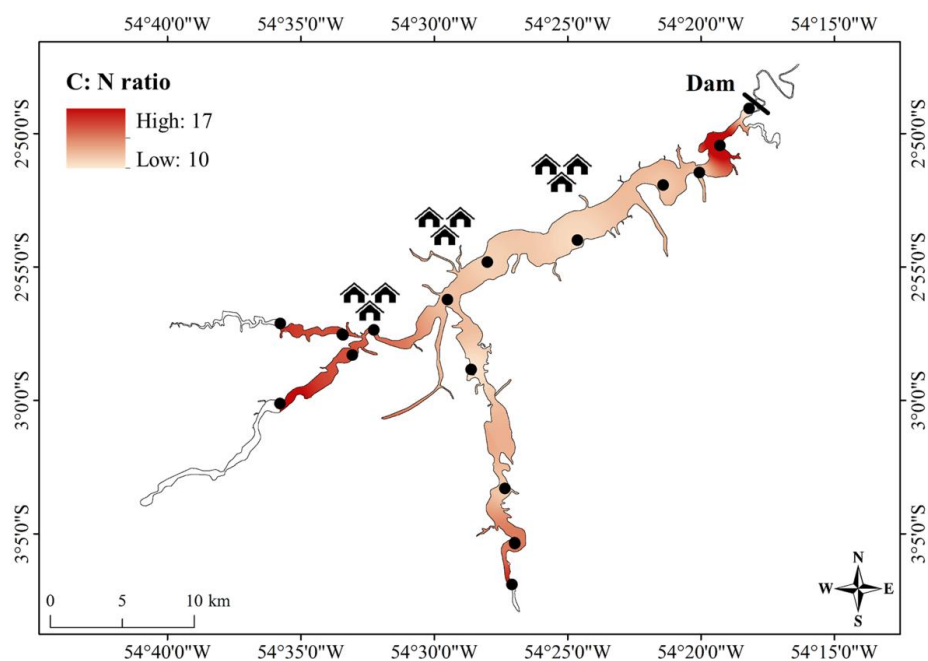 54°40'0"W 54°35'0"W 54°30'0"W 54°25'0"W 54°20'0"W 54°15'0"W
C: N ratio
High: 17
Low: 10
Dam
2°50'0"S 2°50'0"S
2°55'0"S 2°55'0"S
3°0'0"S 3°0'0"S
3°5'0"S 3°5'0"S
N
W E
S
0 5 10 km
54°40'0"W 54°35'0"W 54°30'0"W 54°25'0"W 54°20'0"W 54°15'0"W